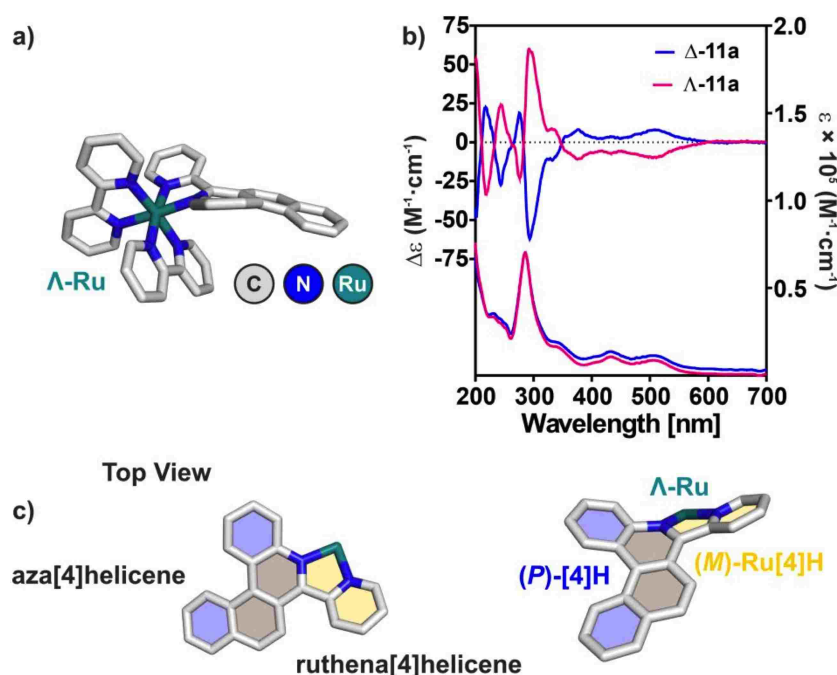 a)
Λ-Ru
C N Ru
b)
75
50
25
0
-25
-50
-75
Δε (M⁻¹·cm⁻¹)
Δ-11a
Λ-11a
2.0
1.5
1.0
0.5
ε × 10⁵ (M⁻¹·cm⁻¹)
200 300 400 500 600 700
Wavelength [nm]
Top View
c)
aza[4]helicene
ruthena[4]helicene
Λ-Ru
(P)-[4]H
(M)-Ru[4]H